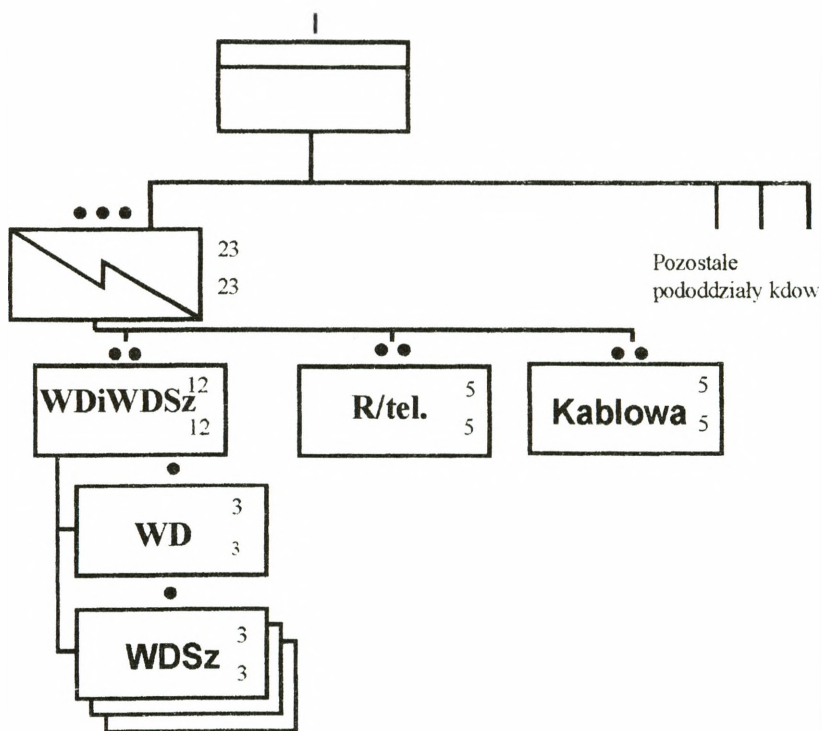 23
23
Pozostałe
pododdziały kdow
WDiWDSz 12
12
R/tel. 5
5
Kablowa 5
5
WD 3
3
WDSz 3
3